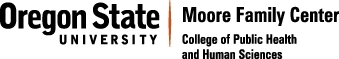 Oregon State
UNIVERSITY
Moore Family Center
College of Public Health
and Human Sciences